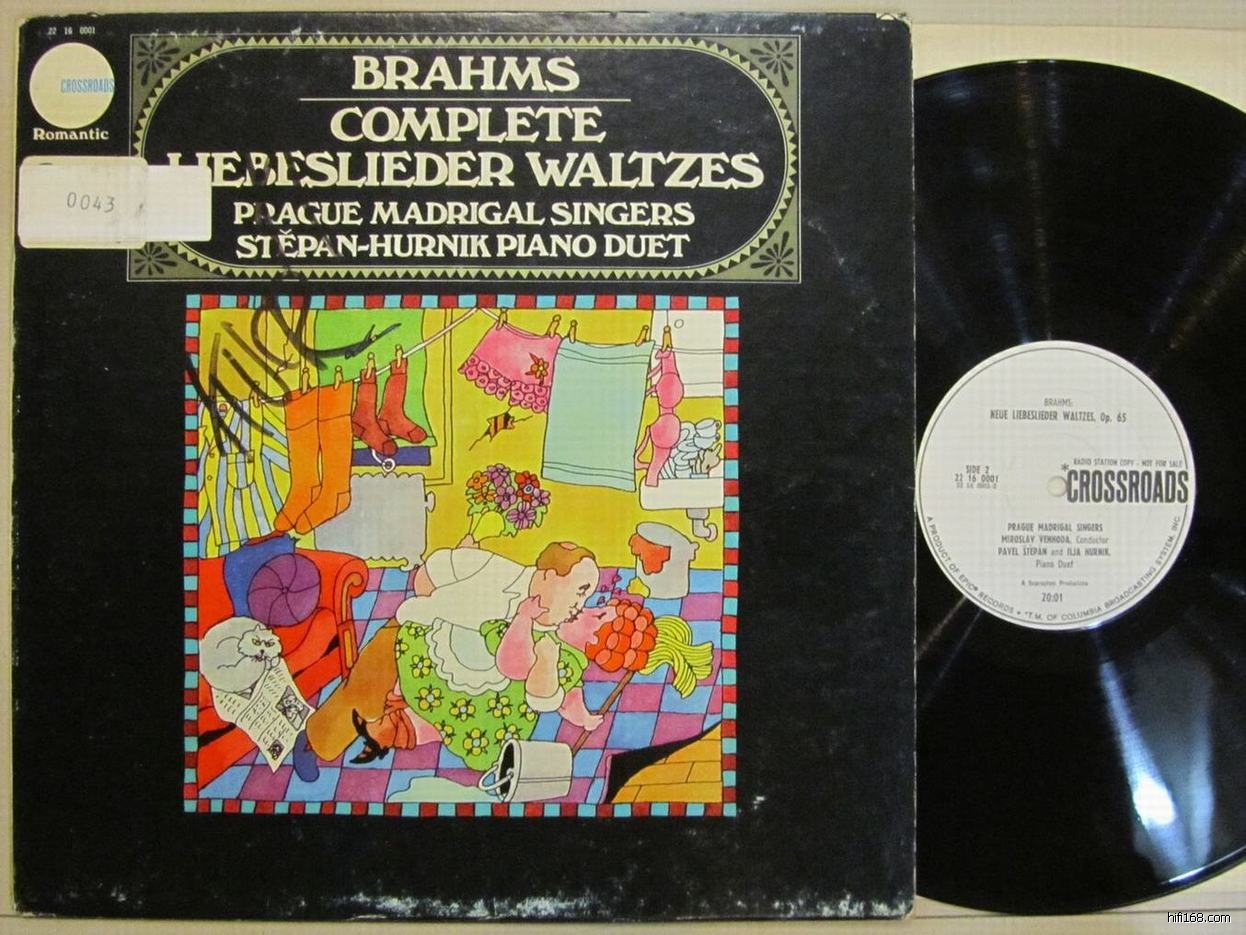 22 16 0001
CROSSROADS
Romantic
BRAHMS
COMPLETE
LIEBESLIEDER WALTZES
PRAGUE MADRIGAL SINGERS
STĚPAN-HURNIK PIANO DUET
0043
BRAHMS:
NEUE LIEBESLIEDER WALTZES, Op. 65
RADIO STATION COPY - NOT FOR SALE
SIDE 2
22 16 0001
*CROSSROADS
PRAGUE MADRIGAL SINGERS
MIROSLAV VENHODA, Conductor
PAVEL ŠTEPAN and ILJA HURNIK,
Piano Duet
A Supraphon Production
20:01
A PRODUCT OF EPIC® RECORDS • *T.M. OF COLUMBIA BROADCASTING SYSTEM, INC.
hifi168.com